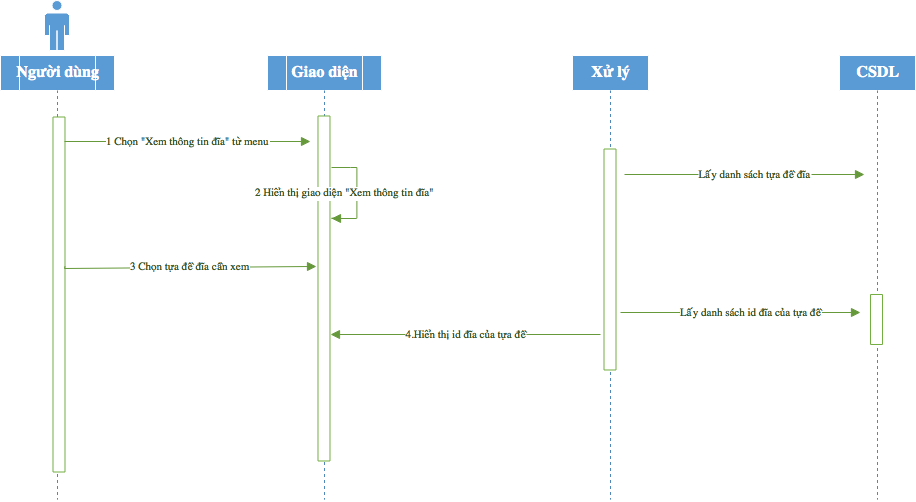 Người dùng
Giao diện
Xử lý
CSDL
1 Chọn "Xem thông tin đĩa" từ menu
Lấy danh sách tựa đề đĩa
2 Hiển thị giao diện "Xem thông tin đĩa"
3 Chọn tựa đề đĩa cần xem
Lấy danh sách id đĩa của tựa đề
4.Hiển thị id đĩa của tựa đề